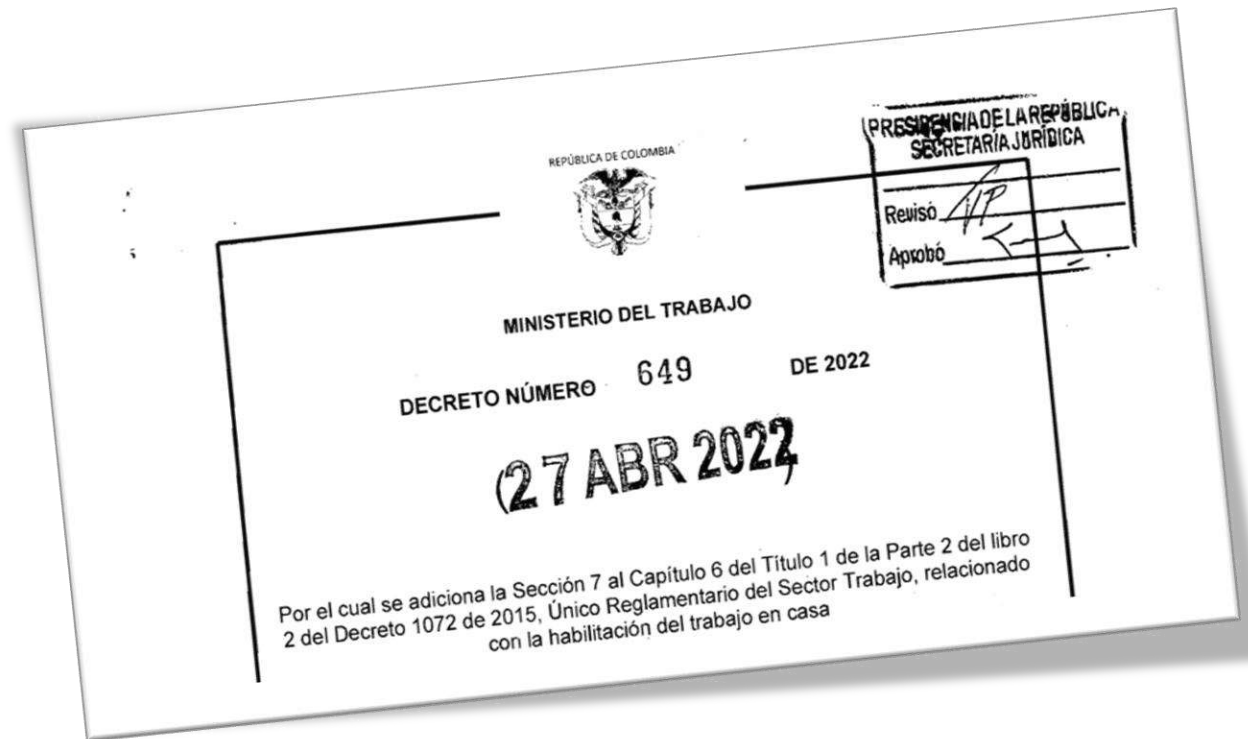 REPÚBLICA DE COLOMBIA
PRESIDENCIA DE LA REPÚBLICA
SECRETARÍA JURÍDICA
Revisó
Aprobó
MINISTERIO DEL TRABAJO
DECRETO NÚMERO 649 DE 2022
(27 ABR 2022)
Por el cual se adiciona la Sección 7 al Capítulo 6 del Título 1 de la Parte 2 del libro
2 del Decreto 1072 de 2015, Único Reglamentario del Sector Trabajo, relacionado
con la habilitación del trabajo en casa